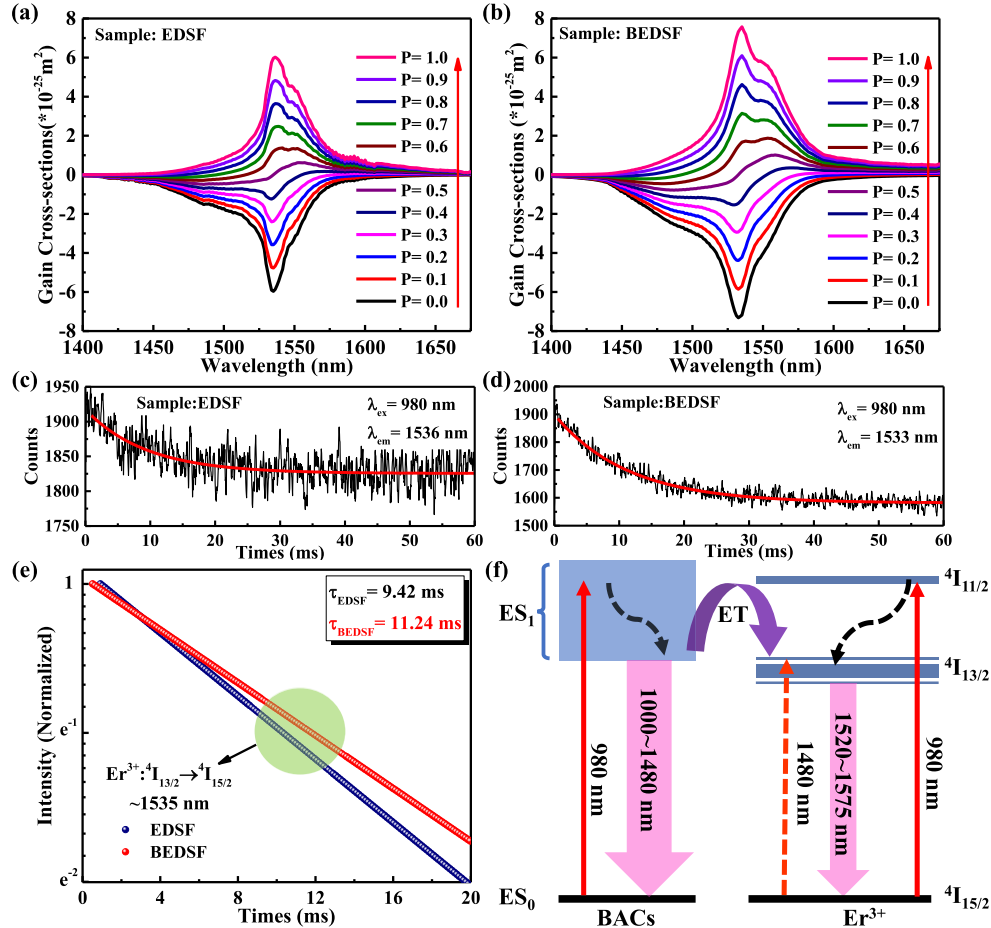 (a)
Sample: EDSF
P= 1.0
P= 0.9
P= 0.8
P= 0.7
P= 0.6
P= 0.5
P= 0.4
P= 0.3
P= 0.2
P= 0.1
P= 0.0
8
6
4
2
0
-2
-4
-6
-8
Gain Cross-sections(*10⁻²⁵m²)
1400 1450 1500 1550 1600 1650
Wavelength (nm)
(b)
Sample: BEDSF
P= 1.0
P= 0.9
P= 0.8
P= 0.7
P= 0.6
P= 0.5
P= 0.4
P= 0.3
P= 0.2
P= 0.1
P= 0.0
8
6
4
2
0
-2
-4
-6
-8
Gain Cross-sections (*10⁻²⁵m²)
1400 1450 1500 1550 1600 1650
Wavelength (nm)
(c)
Sample:EDSF
λex= 980 nm
λem= 1536 nm
1950
1900
1850
1800
1750
Counts
0 10 20 30 40 50 60
Times (ms)
(d)
Sample:BEDSF
λex= 980 nm
λem= 1533 nm
2000
1900
1800
1700
1600
1500
Counts
0 10 20 30 40 50 60
Times (ms)
(e)
τEDSF= 9.42 ms
τBEDSF= 11.24 ms
1
e⁻¹
e⁻²
Intensity (Normalized)
Er³⁺:⁴I13/2→⁴I15/2
~1535 nm
EDSF
BEDSF
0 4 8 12 16 20
Times (ms)
(f)
ES₁
ET
⁴I11/2
⁴I13/2
980 nm
1000~1480 nm
1480 nm
1520~1575 nm
980 nm
ES₀
⁴I15/2
BACs
Er³⁺